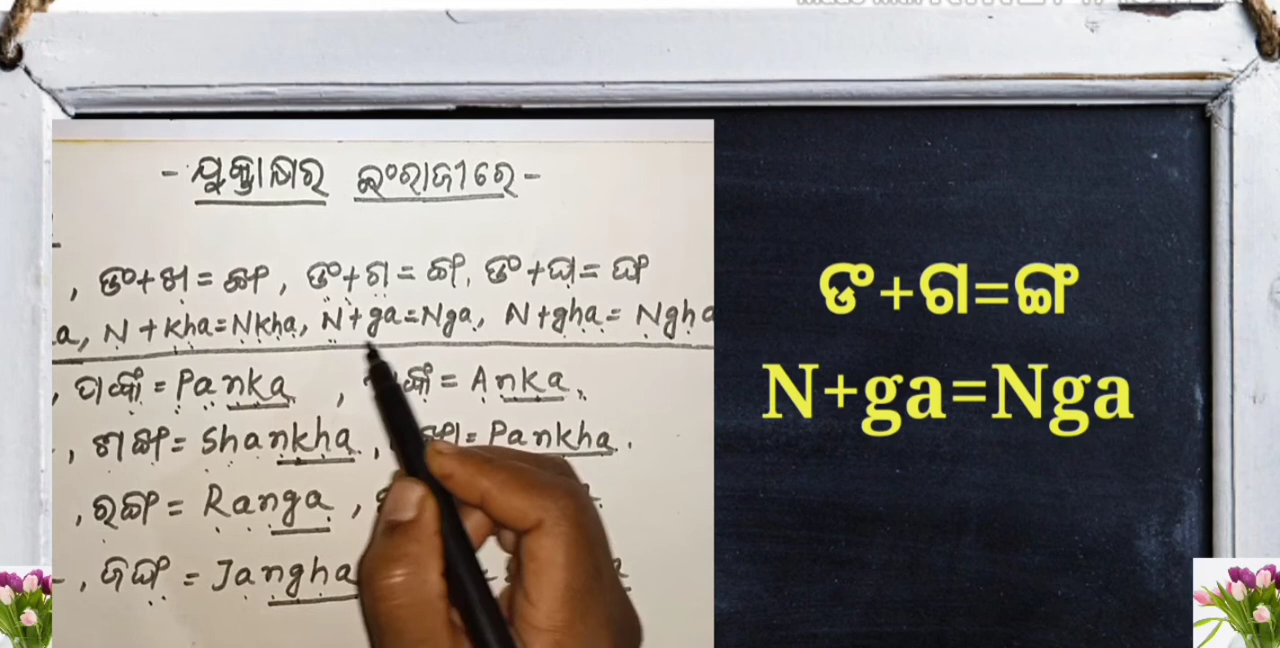 - ଯୁକ୍ତାକ୍ଷର ଇଂରାଜୀରେ -
, ଙ+ଖ = ଙ୍ଖ , ଙ+ଗ = ଙ୍ଗ, ଙ+ଘ = ଙ୍ଘ
a, N + kha=Nkha, N+ga=Nga, N+gha= Ngha
, ପଙ୍କ = Panka , = Anka,
, ଶଙ୍ଖ = Shankha, = Pankha.
, ରଙ୍ଗ = Ranga ,
, ଜଙ୍ଘ = Jangha
ଙ+ଗ=ଙ୍ଗ
N+ga=Nga